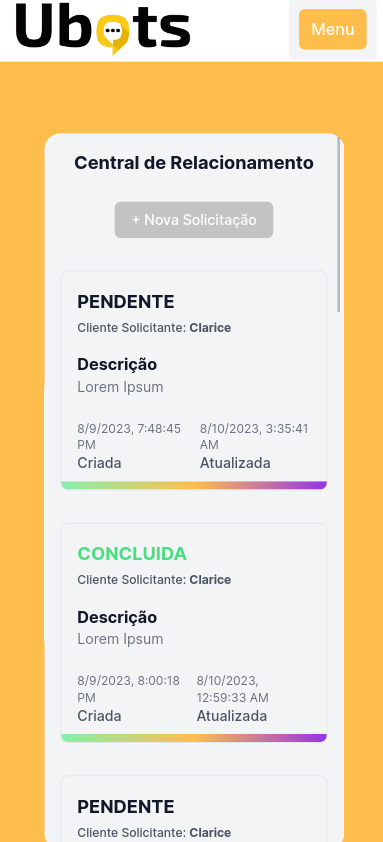 Ubots
Menu
Central de Relacionamento
+ Nova Solicitação
PENDENTE
Cliente Solicitante: Clarice
Descrição
Lorem Ipsum
8/9/2023, 7:48:45
PM
Criada
8/10/2023, 3:35:41
AM
Atualizada
CONCLUIDA
Cliente Solicitante: Clarice
Descrição
Lorem Ipsum
8/9/2023, 8:00:18
PM
Criada
8/10/2023,
12:59:33 AM
Atualizada
PENDENTE
Cliente Solicitante: Clarice